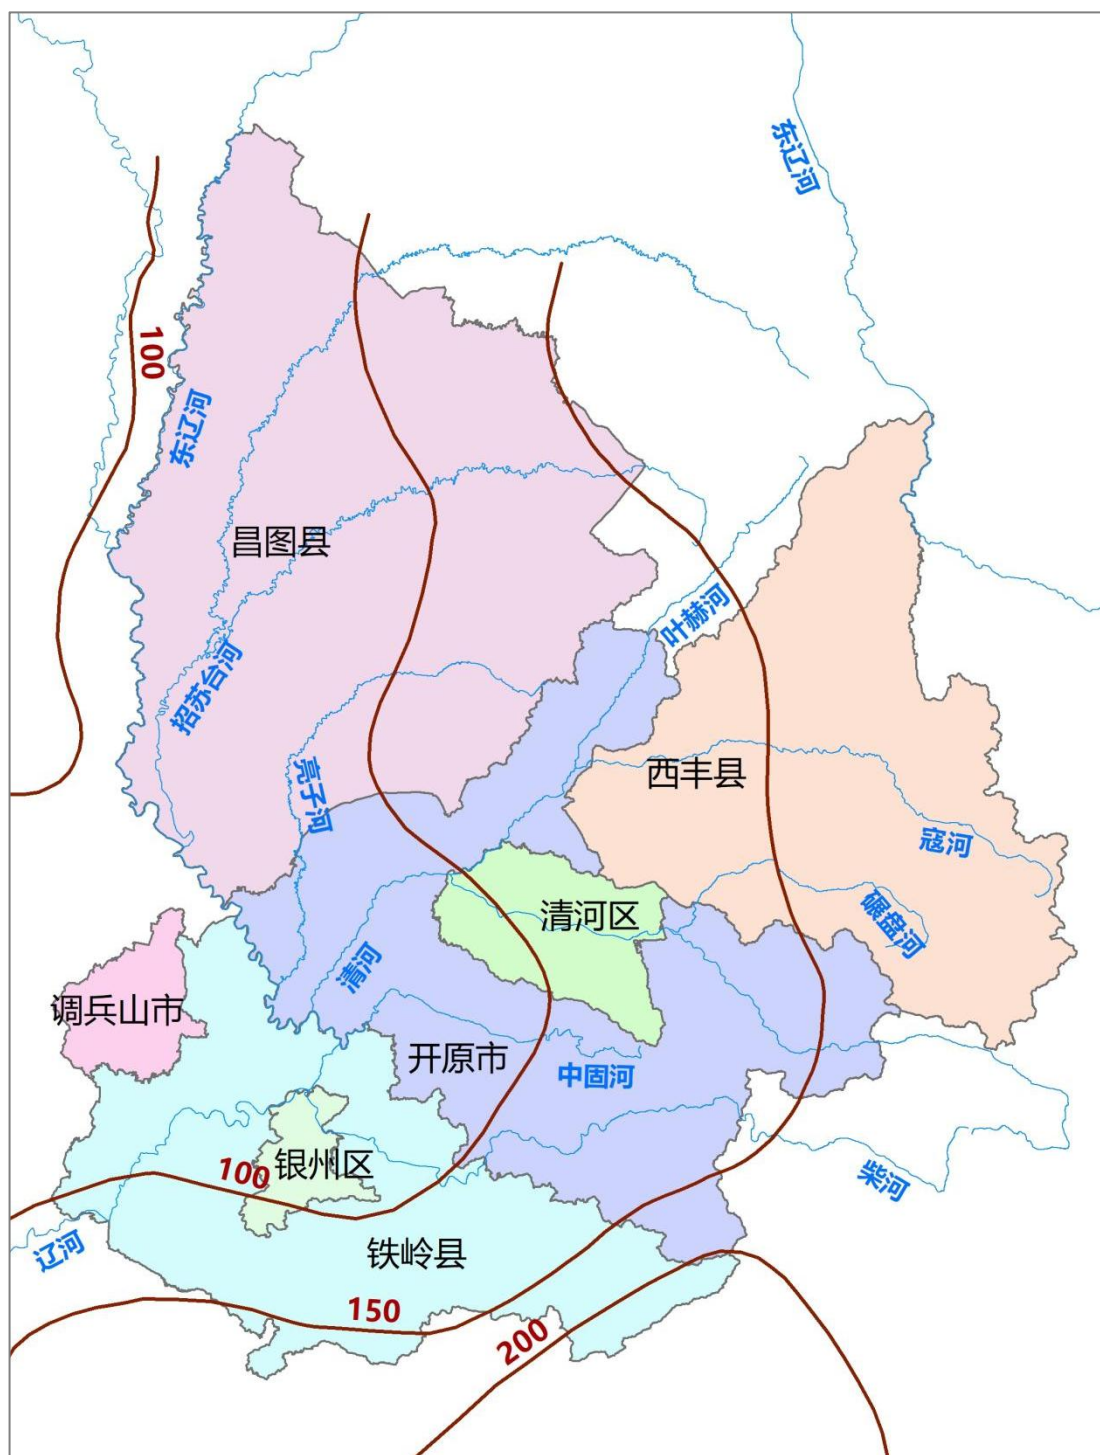 东辽河
100
东辽河
昌图县
叶赫河
招苏台河
亮子河
西丰县
寇河
清河区
碾盘河
清河
调兵山市
开原市
中固河
100
银州区
柴河
辽河
铁岭县
150
200